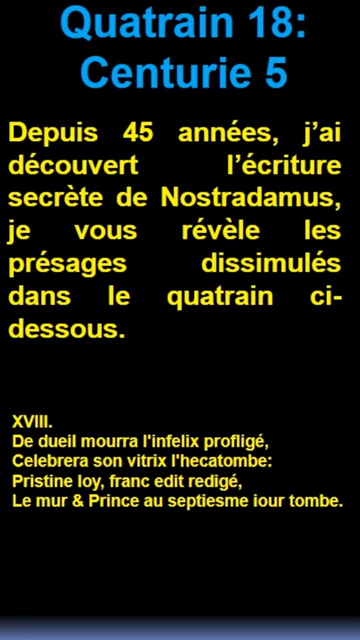 Quatrain 18:
Centurie 5
Depuis 45 années, j'ai
découvert l'écriture
secrète de Nostradamus,
je vous révèle les
présages dissimulés
dans le quatrain ci-
dessous.
XVIII.
De dueil mourra l'infelix profligé,
Celebrera son vitrix l'hecatombe:
Pristine loy, franc edit redigé,
Le mur & Prince au septiesme iour tombe.